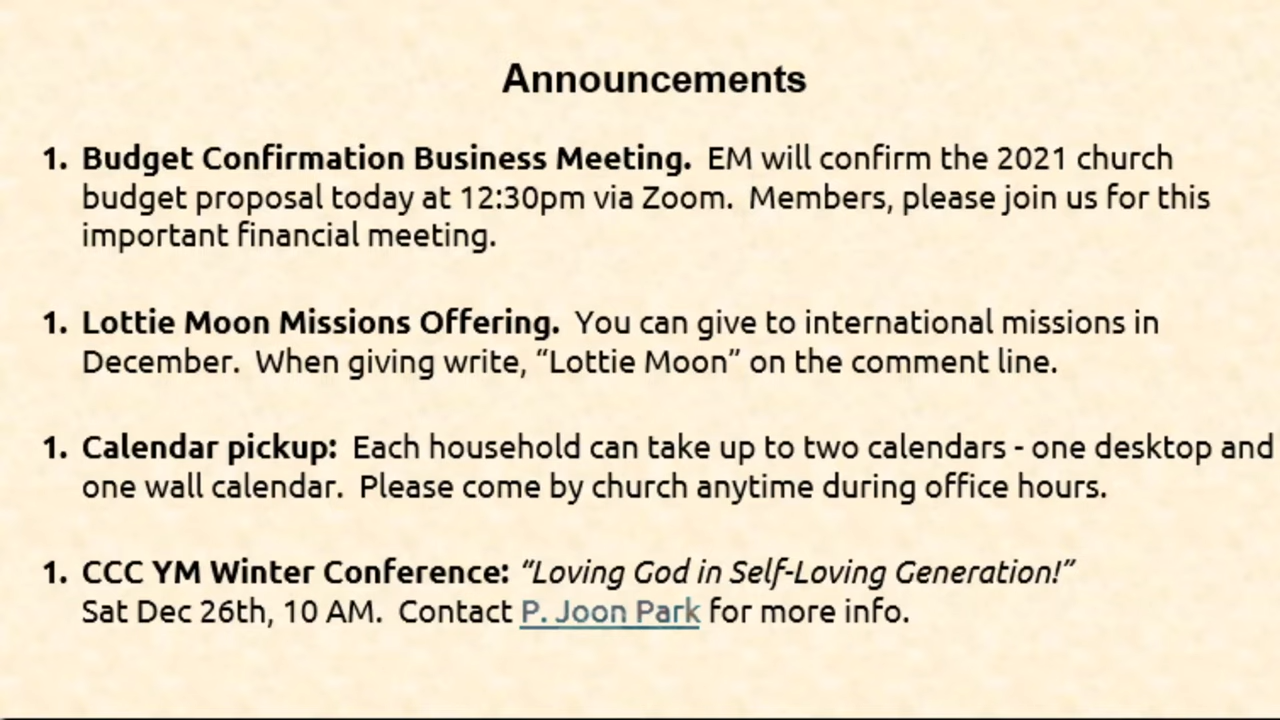 Announcements
1. Budget Confirmation Business Meeting. EM will confirm the 2021 church
budget proposal today at 12:30pm via Zoom. Members, please join us for this
important financial meeting.
1. Lottie Moon Missions Offering. You can give to international missions in
December. When giving write, “Lottie Moon” on the comment line.
1. Calendar pickup: Each household can take up to two calendars - one desktop and
one wall calendar. Please come by church anytime during office hours.
1. CCC YM Winter Conference: “Loving God in Self-Loving Generation!”
Sat Dec 26th, 10 AM. Contact P. Joon Park for more info.